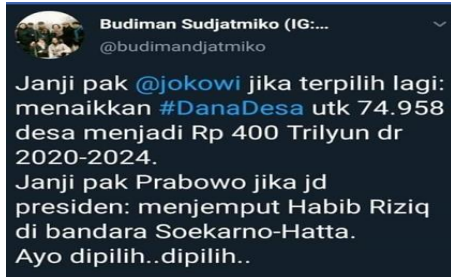 Budiman Sudjatmiko (IG:...
@budimandjatmiko
Janji pak @jokowi jika terpilih lagi:
menaikkan #DanaDesa utk 74.958
desa menjadi Rp 400 Trilyun dr
2020-2024.
Janji pak Prabowo jika jd
presiden: menjemput Habib Riziq
di bandara Soekarno-Hatta.
Ayo dipilih..dipilih..